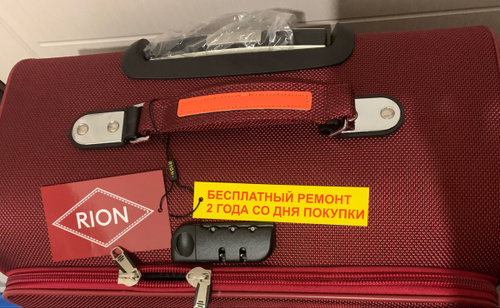 RION
БЕСПЛАТНЫЙ РЕМОНТ
2 ГОДА СО ДНЯ ПОКУПКИ